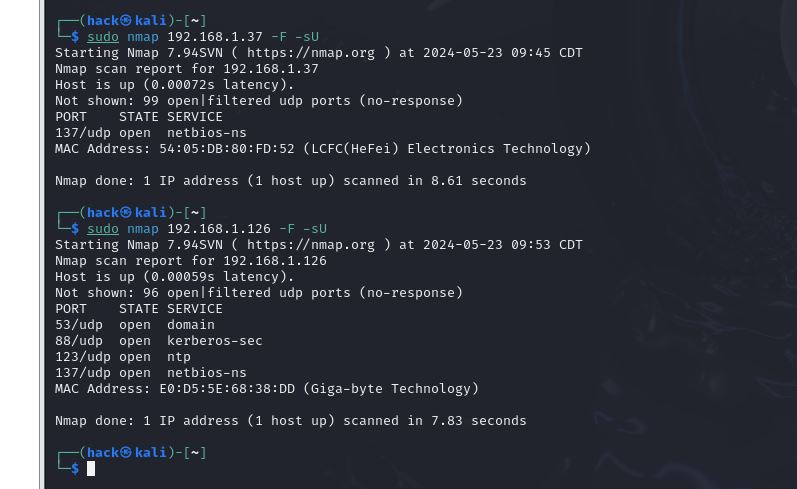 ┌──(hack㉿kali)-[~]
└─$ sudo nmap 192.168.1.37 -F -sU
Starting Nmap 7.94SVN ( https://nmap.org ) at 2024-05-23 09:45 CDT
Nmap scan report for 192.168.1.37
Host is up (0.00072s latency).
Not shown: 99 open|filtered udp ports (no-response)
PORT    STATE SERVICE
137/udp open  netbios-ns
MAC Address: 54:05:DB:80:FD:52 (LCFC(HeFei) Electronics Technology)

Nmap done: 1 IP address (1 host up) scanned in 8.61 seconds

┌──(hack㉿kali)-[~]
└─$ sudo nmap 192.168.1.126 -F -sU
Starting Nmap 7.94SVN ( https://nmap.org ) at 2024-05-23 09:53 CDT
Nmap scan report for 192.168.1.126
Host is up (0.00059s latency).
Not shown: 96 open|filtered udp ports (no-response)
PORT    STATE SERVICE
53/udp  open  domain
88/udp  open  kerberos-sec
123/udp open  ntp
137/udp open  netbios-ns
MAC Address: E0:D5:5E:68:38:DD (Giga-byte Technology)

Nmap done: 1 IP address (1 host up) scanned in 7.83 seconds

┌──(hack㉿kali)-[~]
└─$